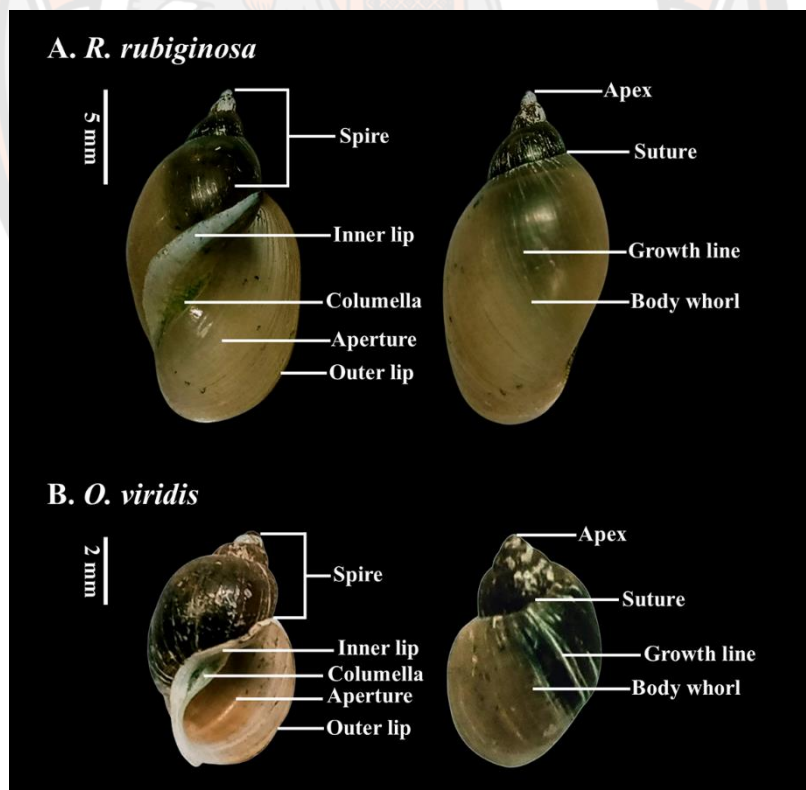 A. R. rubiginosa
5 mm
Spire
Inner lip
Columella
Aperture
Outer lip
Apex
Suture
Growth line
Body whorl
B. O. viridis
2 mm
Spire
Inner lip
Columella
Aperture
Outer lip
Apex
Suture
Growth line
Body whorl